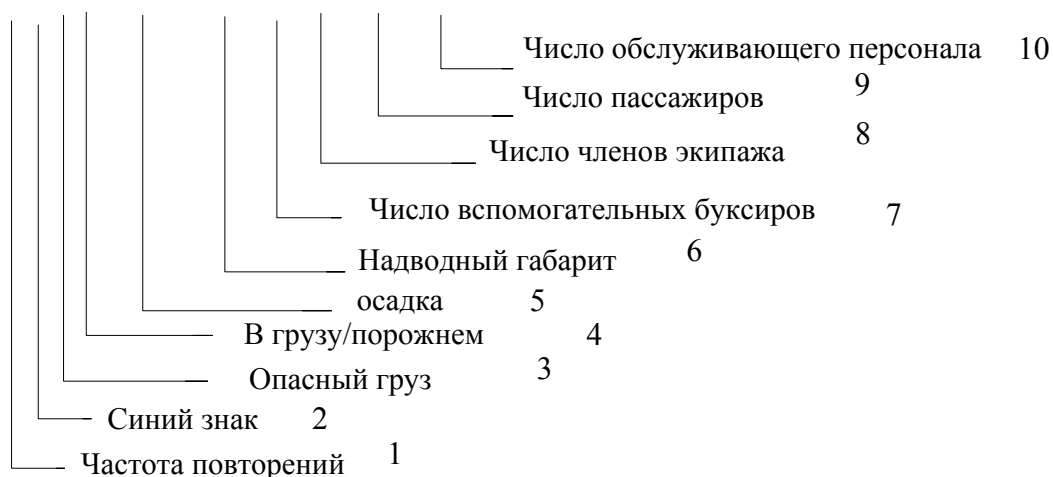 Число обслуживающего персонала 10
Число пассажиров 9
Число членов экипажа 8
Число вспомогательных буксиров 7
Надводный габарит 6
осадка 5
В грузу/порожнем 4
Опасный груз 3
Синий знак 2
Частота повторений 1